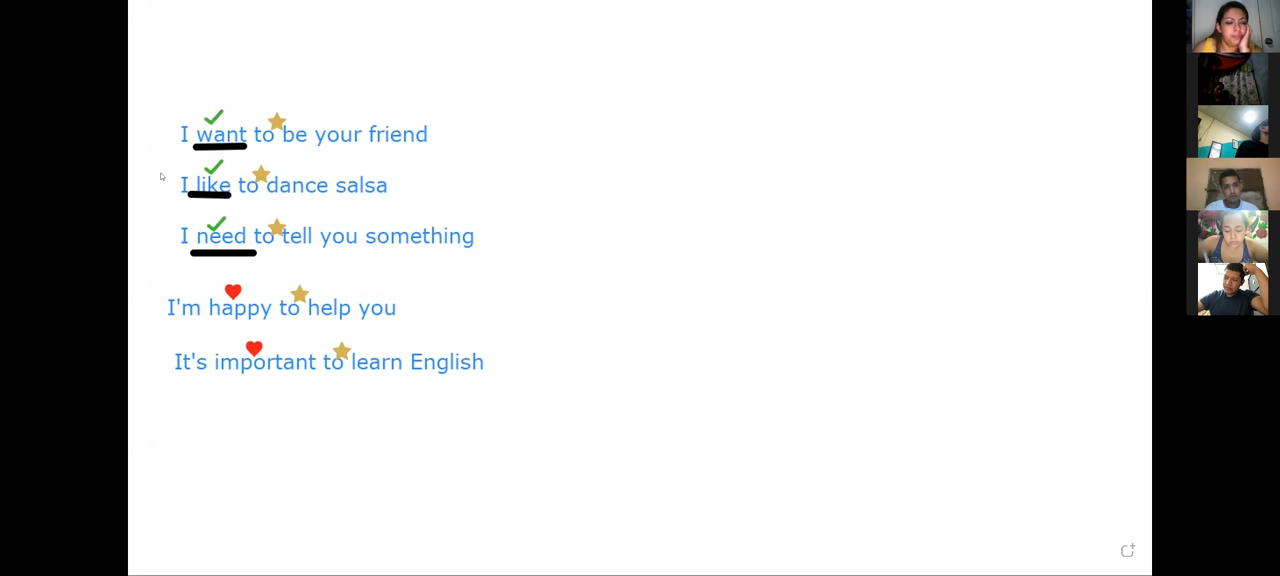 I want to be your friend
I like to dance salsa
I need to tell you something
I'm happy to help you
It's important to learn English